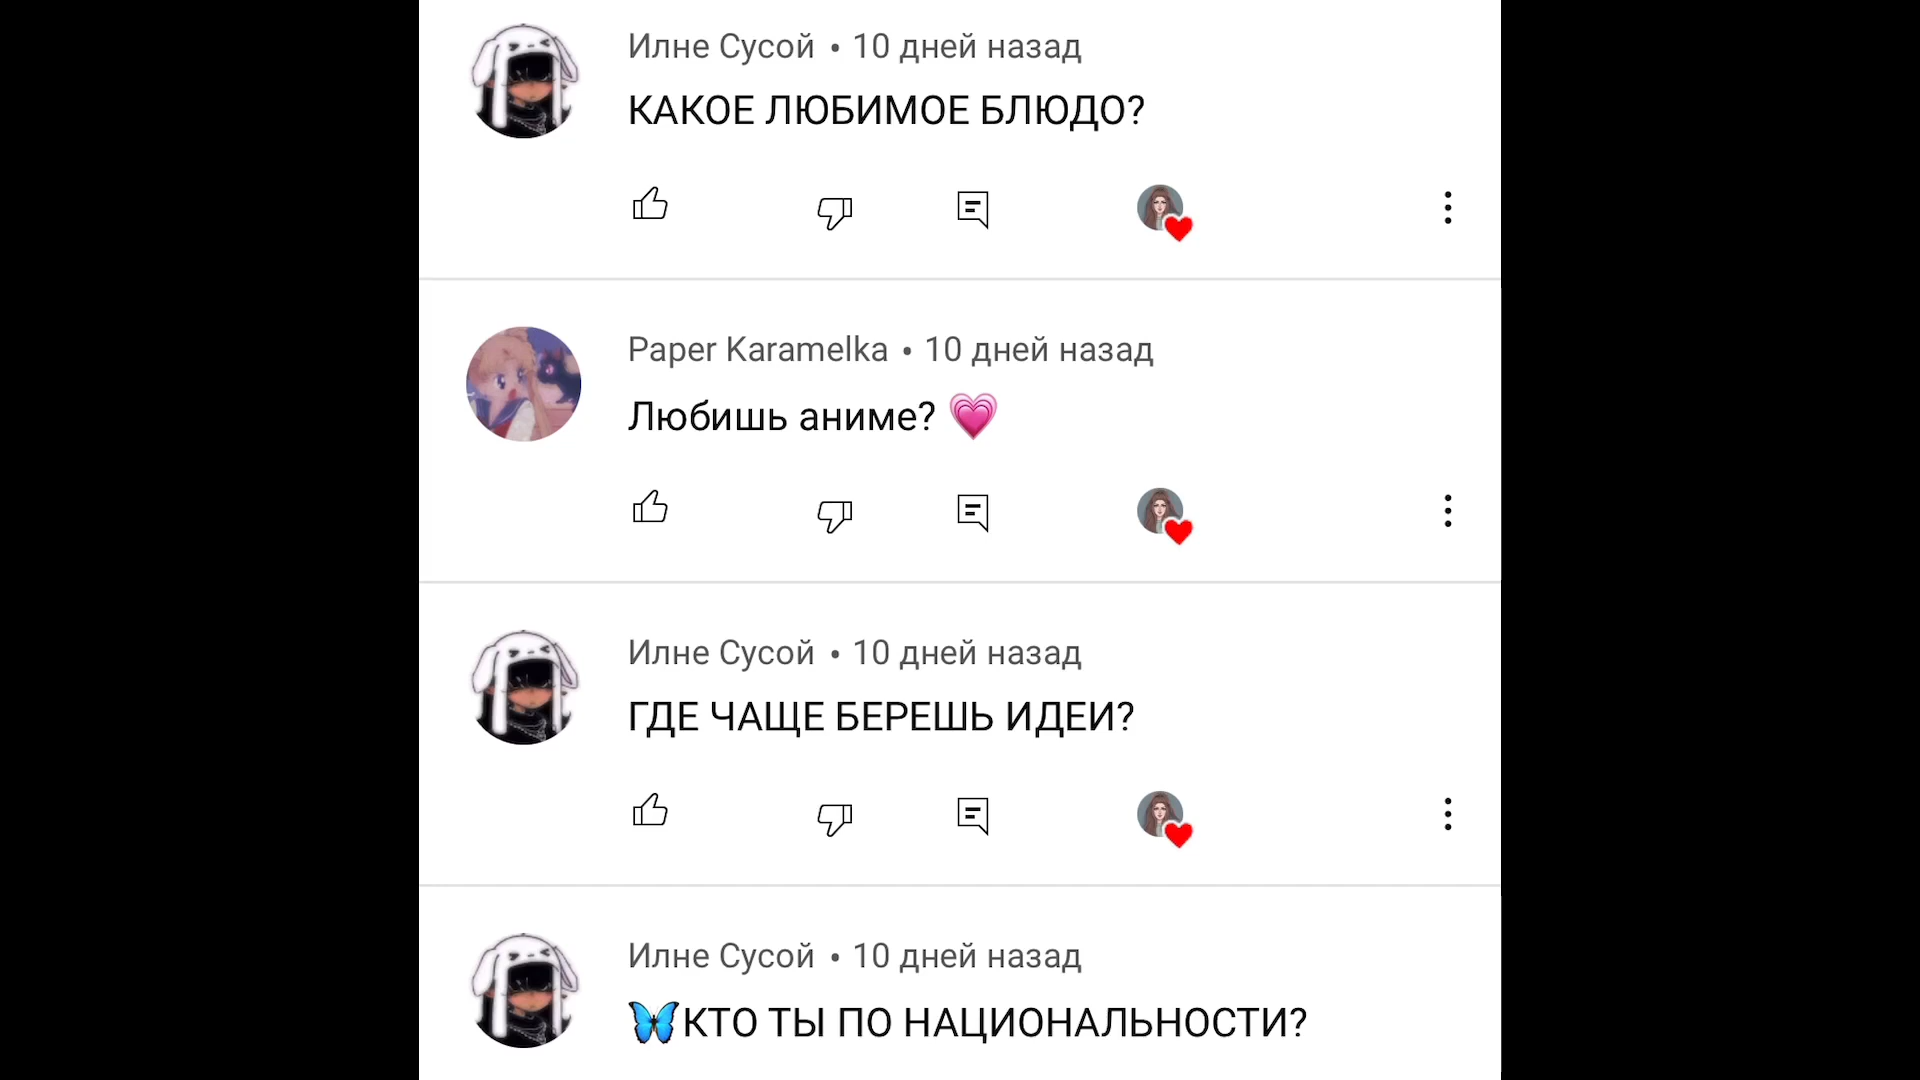 Илне Сусой • 10 дней назад
КАКОЕ ЛЮБИМОЕ БЛЮДО?
Paper Karamelka • 10 дней назад
Любишь аниме? 💗
Илне Сусой • 10 дней назад
ГДЕ ЧАЩЕ БЕРЕШЬ ИДЕИ?
Илне Сусой • 10 дней назад
🦋КТО ТЫ ПО НАЦИОНАЛЬНОСТИ?